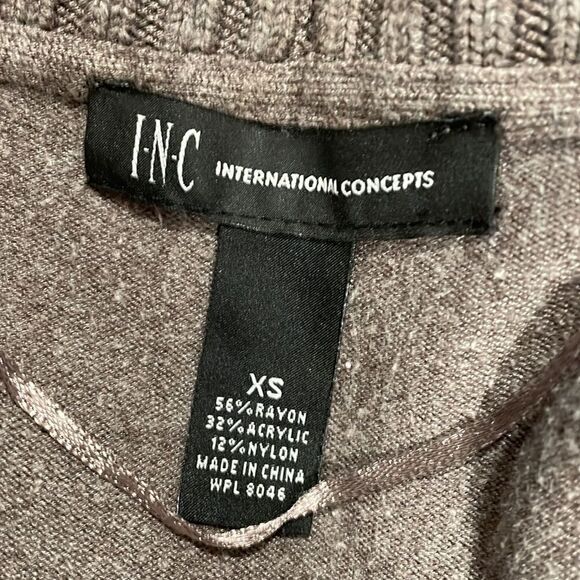 I·N·C INTERNATIONAL CONCEPTS
XS
56%RAYON
32%ACRYLIC
12%NYLON
MADE IN CHINA
WPL 8046